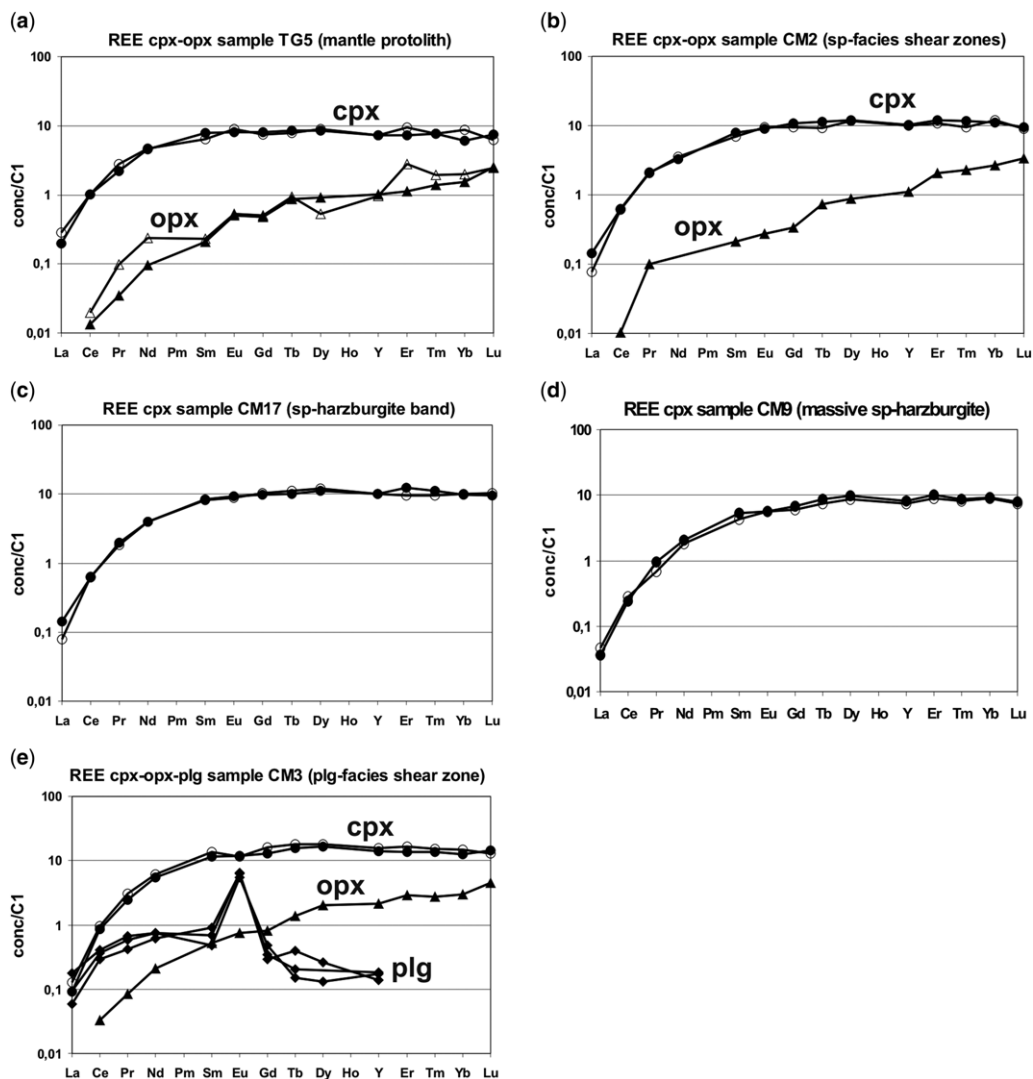 (a)
REE cpx-opx sample TG5 (mantle protolith)
100
10
1
0,1
0,01
conc/C1
cpx
opx
La Ce Pr Nd Pm Sm Eu Gd Tb Dy Ho Y Er Tm Yb Lu
(b)
REE cpx-opx sample CM2 (sp-facies shear zones)
100
10
1
0,1
0,01
conc/C1
cpx
opx
La Ce Pr Nd Pm Sm Eu Gd Tb Dy Ho Y Er Tm Yb Lu
(c)
REE cpx sample CM17 (sp-harzburgite band)
100
10
1
0,1
0,01
conc/C1
La Ce Pr Nd Pm Sm Eu Gd Tb Dy Ho Y Er Tm Yb Lu
(d)
REE cpx sample CM9 (massive sp-harzburgite)
100
10
1
0,1
0,01
conc/C1
La Ce Pr Nd Pm Sm Eu Gd Tb Dy Ho Y Er Tm Yb Lu
(e)
REE cpx-opx-plg sample CM3 (plg-facies shear zone)
100
10
1
0,1
0,01
conc/C1
cpx
opx
plg
La Ce Pr Nd Pm Sm Eu Gd Tb Dy Ho Y Er Tm Yb Lu